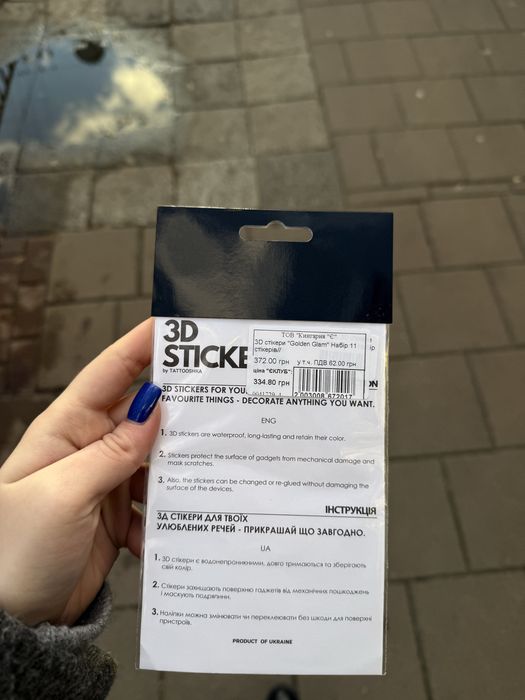 3D
STICKE
by TATTOOSHKA
ТОВ "Книгарня "Є"
3D стікери "Golden Glam" Набір 11
стікерів//
372.00 грн у т.ч. ПДВ 62.00 грн
ціна "ЄКЛУБ":
334.80 грн
2 003008 672017
3D STICKERS FOR YOU
FAVOURITE THINGS - DECORATE ANYTHING YOU WANT.
ENG
1. 3D stickers are waterproof, long-lasting and retain their color.
2. Stickers protect the surface of gadgets from mechanical damage and
mask scratches.
3. Also, the stickers can be changed or re-glued without damaging the
surface of the devices.
ІНСТРУКЦІЯ
3Д СТІКЕРИ ДЛЯ ТВОЇХ
УЛЮБЛЕНИХ РЕЧЕЙ - ПРИКРАШАЙ ЩО ЗАВГОДНО.
UA
1. 3D стікери є водонепроникними, довго тримаються та зберігають
свій колір.
2. Стікери захищають поверхню гаджетів від механічних пошкоджень
і маскують подряпини.
3. Наліпки можна змінювати чи переклеювати без шкоди для поверхні
пристроїв.
PRODUCT OF UKRAINE